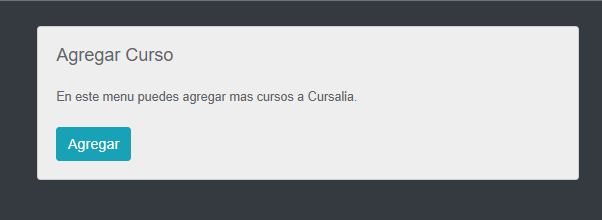 Agregar Curso
En este menu puedes agregar mas cursos a Cursalia.
Agregar